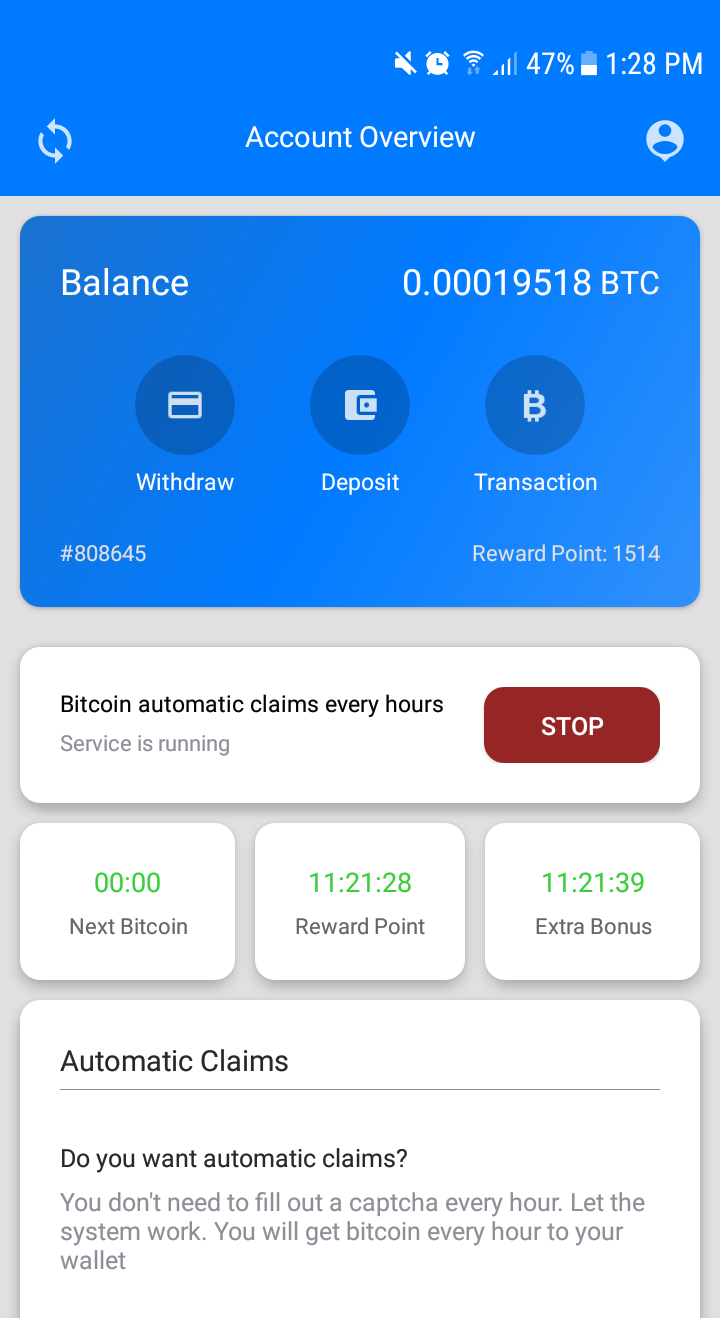 47% 1:28 PM
Account Overview
Balance 0.00019518 BTC
Withdraw Deposit Transaction
#808645 Reward Point: 1514
Bitcoin automatic claims every hours
Service is running
STOP
00:00 11:21:28 11:21:39
Next Bitcoin Reward Point Extra Bonus
Automatic Claims
Do you want automatic claims?
You don't need to fill out a captcha every hour. Let the
system work. You will get bitcoin every hour to your
wallet